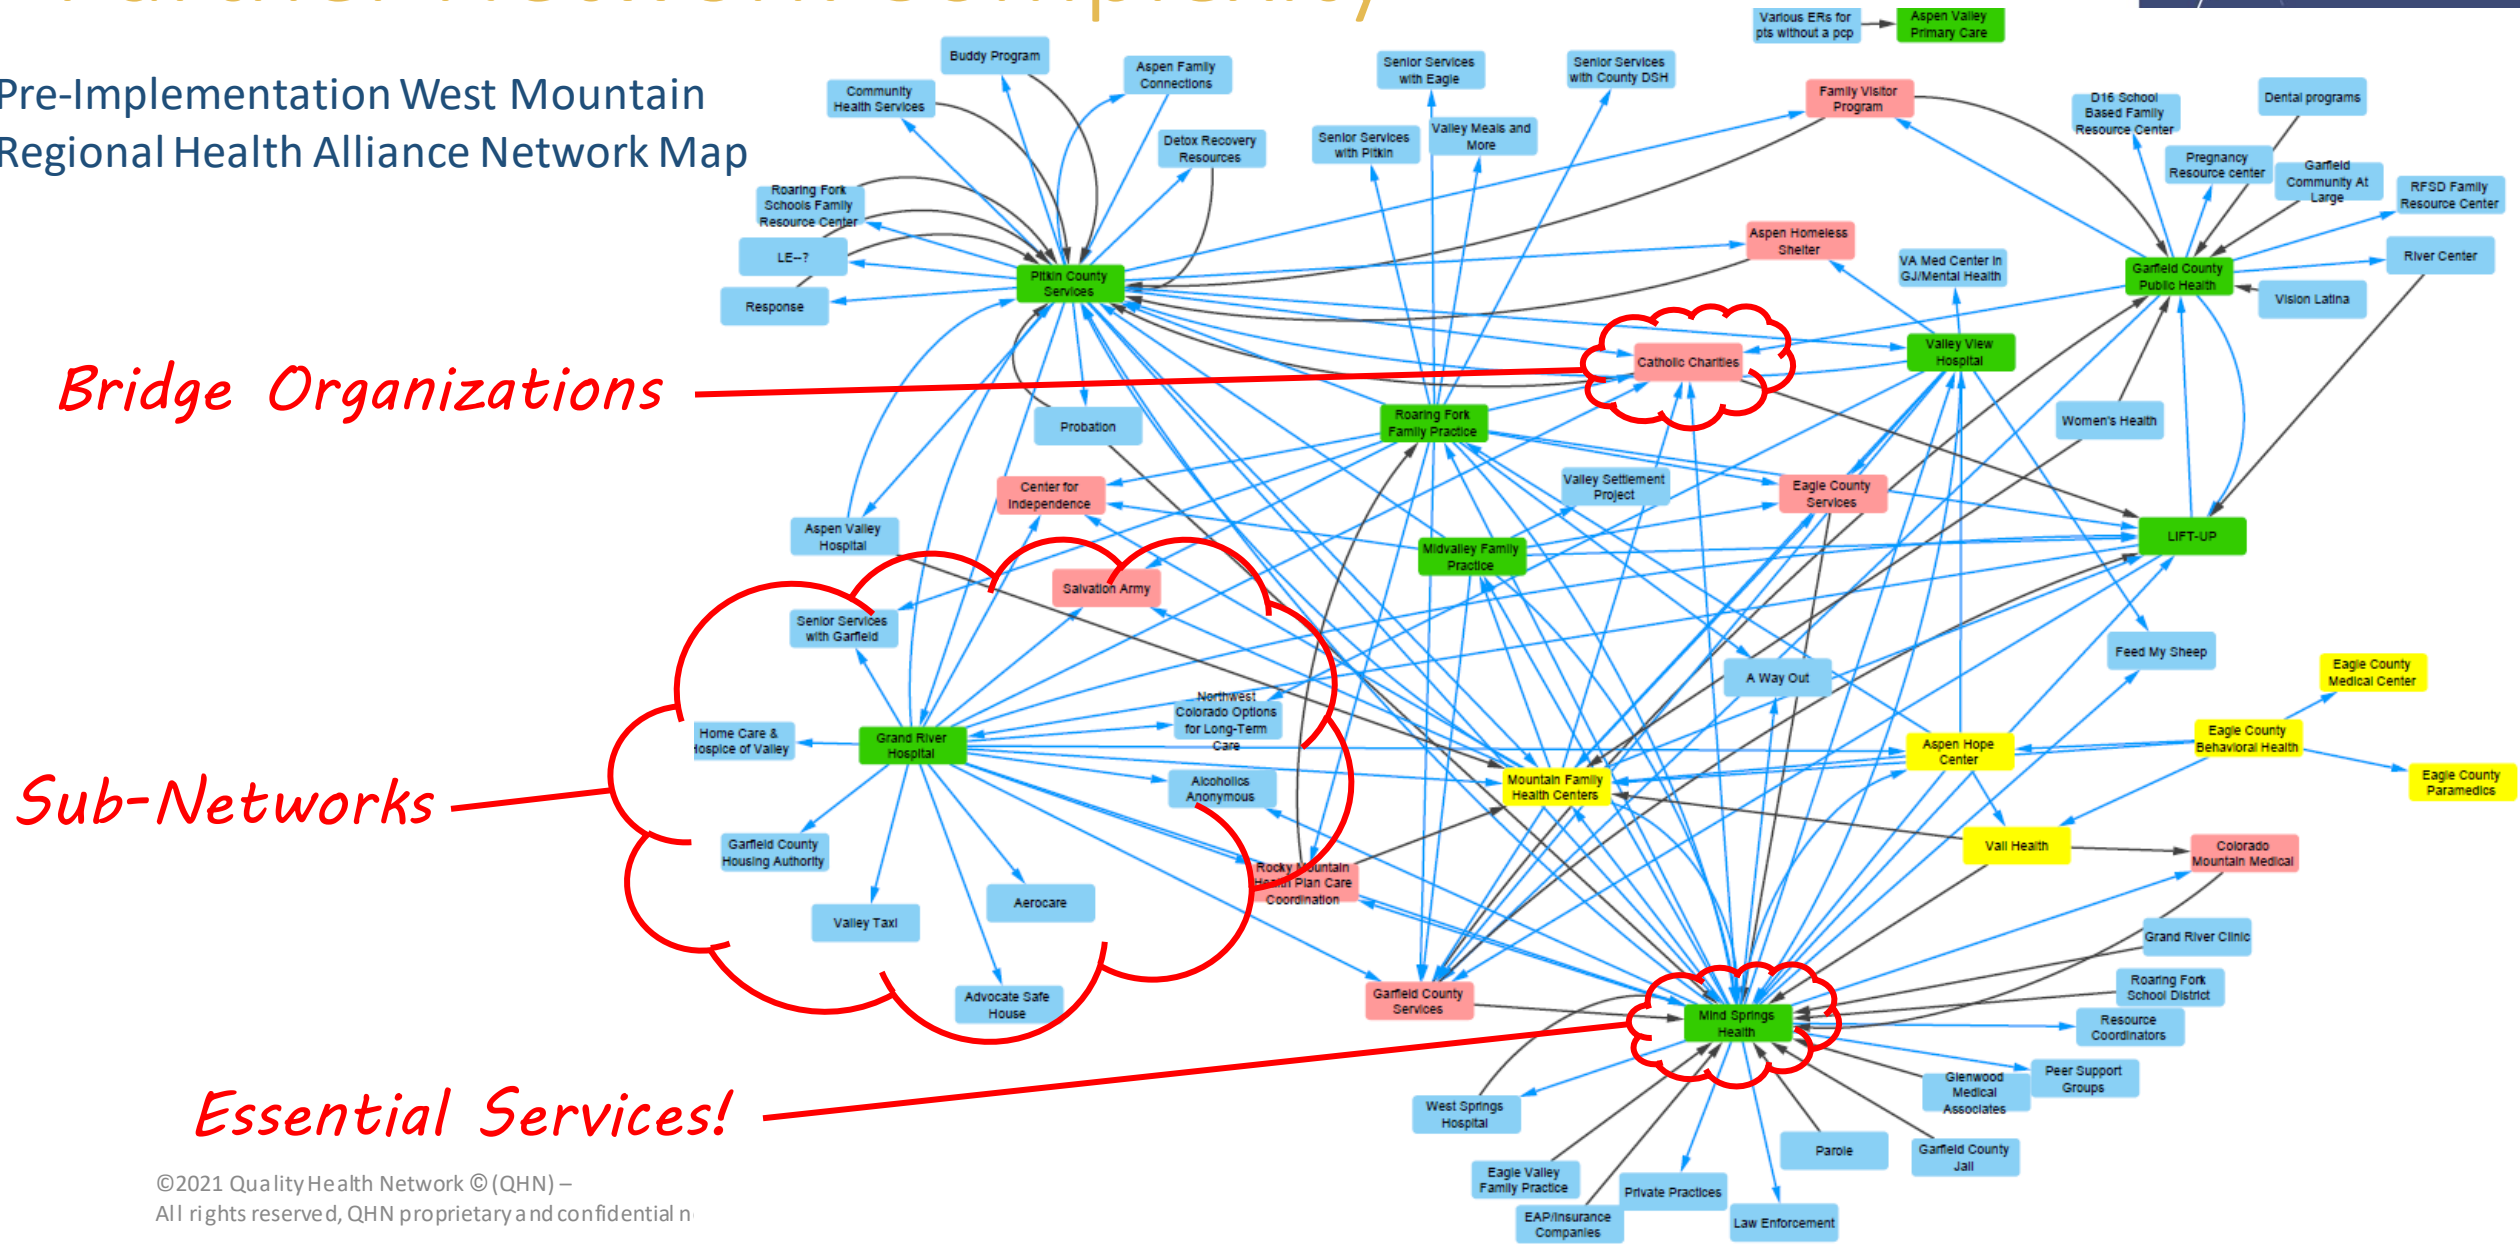 Pre-Implementation West Mountain
Regional Health Alliance Network Map
Various ERs for
pts without a pcp
Aspen Valley
Primary Care
Buddy Program
Aspen Family
Connections
Community
Health Services
Detox Recovery
Resources
Roaring Fork
Schools Family
Resource Center
LE--?
Response
Pitkin County
Services
Senior Services
with Eagle
Senior Services
with County DSH
Senior Services
with Pitkin
Valley Meals and
More
Family Visitor
Program
D16 School
Based Family
Resource Center
Dental programs
Pregnancy
Resource center
Garfield
Community At
Large
RFSD Family
Resource Center
River Center
Vision Latina
Garfield County
Public Health
Aspen Homeless
Shelter
VA Med Center in
GJ/Mental Health
Valley View
Hospital
Catholic Charities
Bridge Organizations
Roaring Fork
Family Practice
Probation
Women's Health
Center for
Independence
Valley Settlement
Project
Eagle County
Services
Aspen Valley
Hospital
Midvalley Family
Practice
LIFT-UP
Salvation Army
Senior Services
with Garfield
Feed My Sheep
A Way Out
Eagle County
Medical Center
Northwest
Colorado Options
for Long-Term
Care
Home Care &
Hospice of Valley
Grand River
Hospital
Aspen Hope
Center
Eagle County
Behavioral Health
Eagle County
Paramedics
Sub-Networks
Alcoholics
Anonymous
Mountain Family
Health Centers
Garfield County
Housing Authority
Vail Health
Colorado
Mountain Medical
Rocky Mountain
Health Plan Care
Coordination
Aerocare
Valley Taxi
Grand River Clinic
Advocate Safe
House
Garfield County
Services
Roaring Fork
School District
Mind Springs
Health
Resource
Coordinators
Essential Services!
West Springs
Hospital
Glenwood
Medical
Associates
Peer Support
Groups
Parole
Garfield County
Jail
Eagle Valley
Family Practice
Private Practices
EAP/Insurance
Companies
Law Enforcement
©2021 Quality Health Network © (QHN) –
All rights reserved, QHN proprietary and confidential